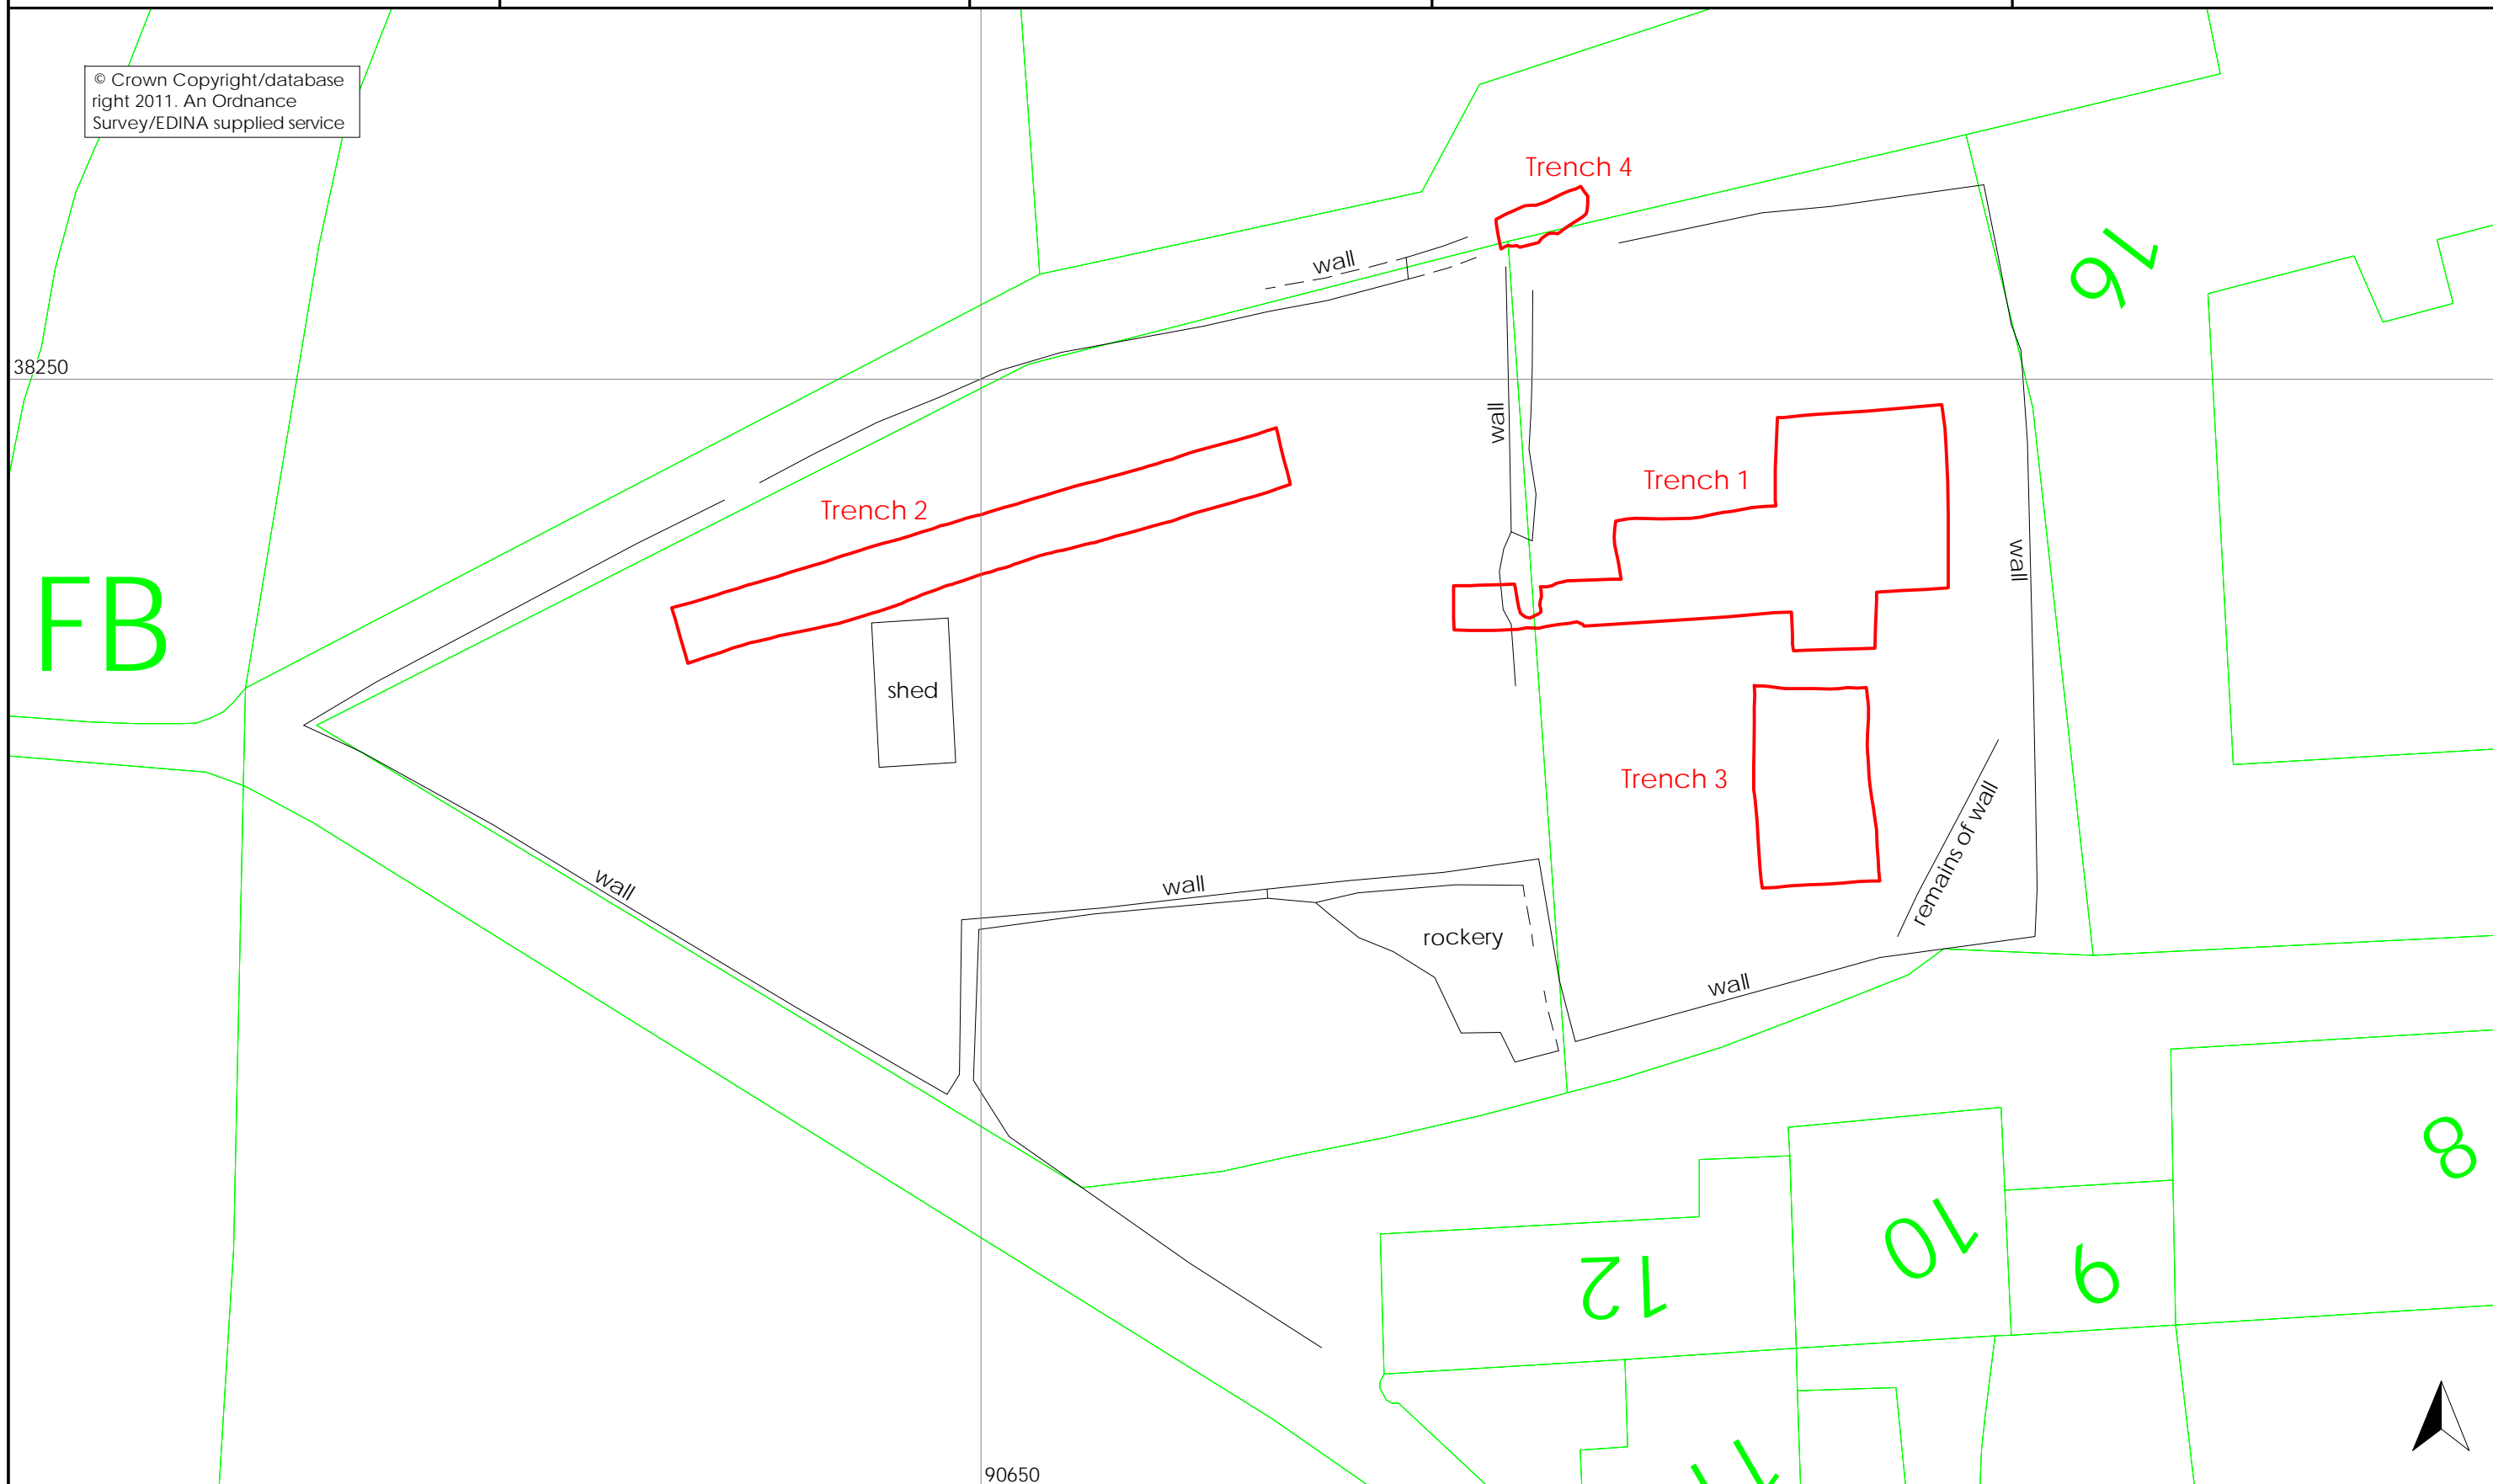 © Crown Copyright/database
right 2011. An Ordnance
Survey/EDINA supplied service
Trench 4
wall
16
38250
wall
Trench 1
Trench 2
wall
FB
shed
Trench 3
remains of wall
wall
wall
rockery
wall
8
10
9
12
11
90650